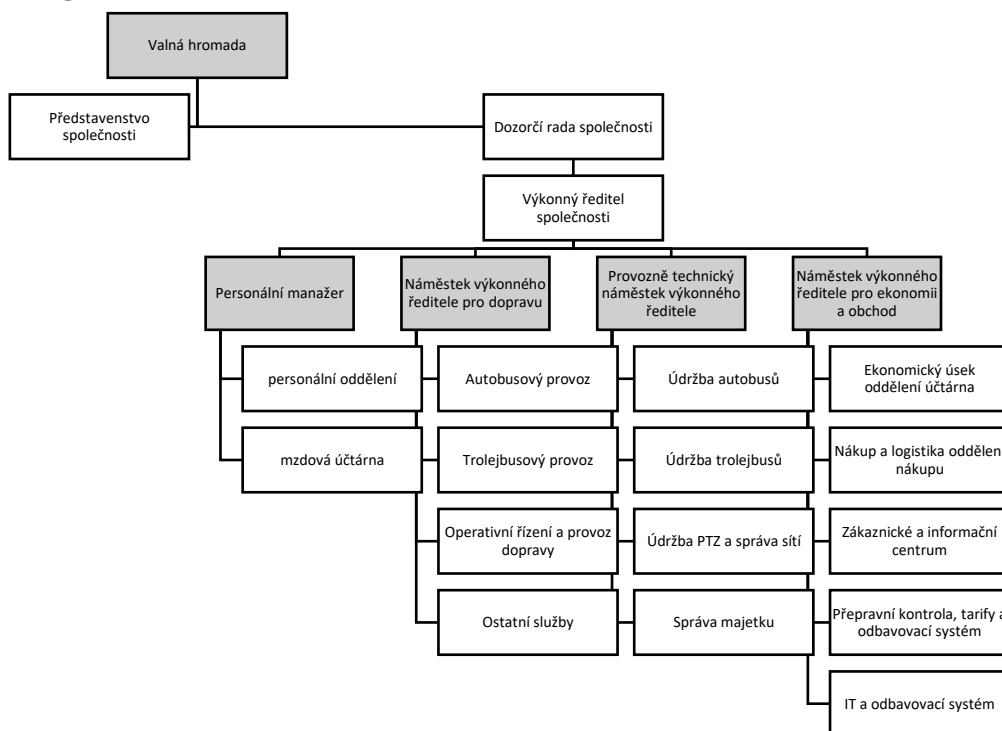 Valná hromada
Představenstvo
společnosti
Dozorčí rada společnosti
Výkonný ředitel
společnosti
Personální manažer
Náměstek výkonného
ředitele pro dopravu
Provozně technický
náměstek výkonného
ředitele
Náměstek výkonného
ředitele pro ekonomii
a obchod
personální oddělení
Autobusový provoz
Údržba autobusů
Ekonomický úsek
oddělení účtárna
mzdová účtárna
Trolejbusový provoz
Údržba trolejbusů
Nákup a logistika oddělen
nákupu
Operativní řízení a provoz
dopravy
Údržba PTZ a správa sítí
Zákaznické a informační
centrum
Ostatní služby
Správa majetku
Přepravní kontrola, tarify a
odbavovací systém
IT a odbavovací systém